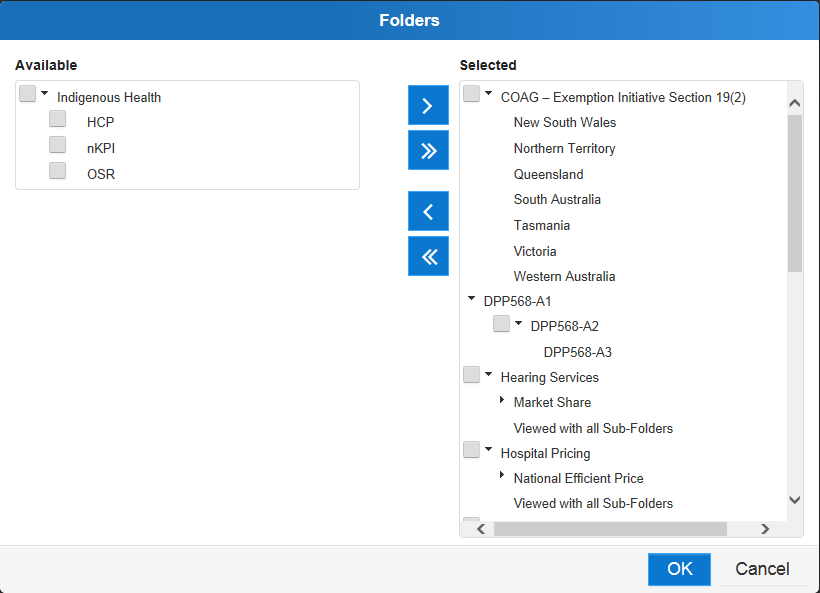 Folders
Available
Indigenous Health
HCP
nKPI
OSR
Selected
COAG – Exemption Initiative Section 19(2)
New South Wales
Northern Territory
Queensland
South Australia
Tasmania
Victoria
Western Australia
DPP568-A1
DPP568-A2
DPP568-A3
Hearing Services
Market Share
Viewed with all Sub-Folders
Hospital Pricing
National Efficient Price
Viewed with all Sub-Folders
OK
Cancel